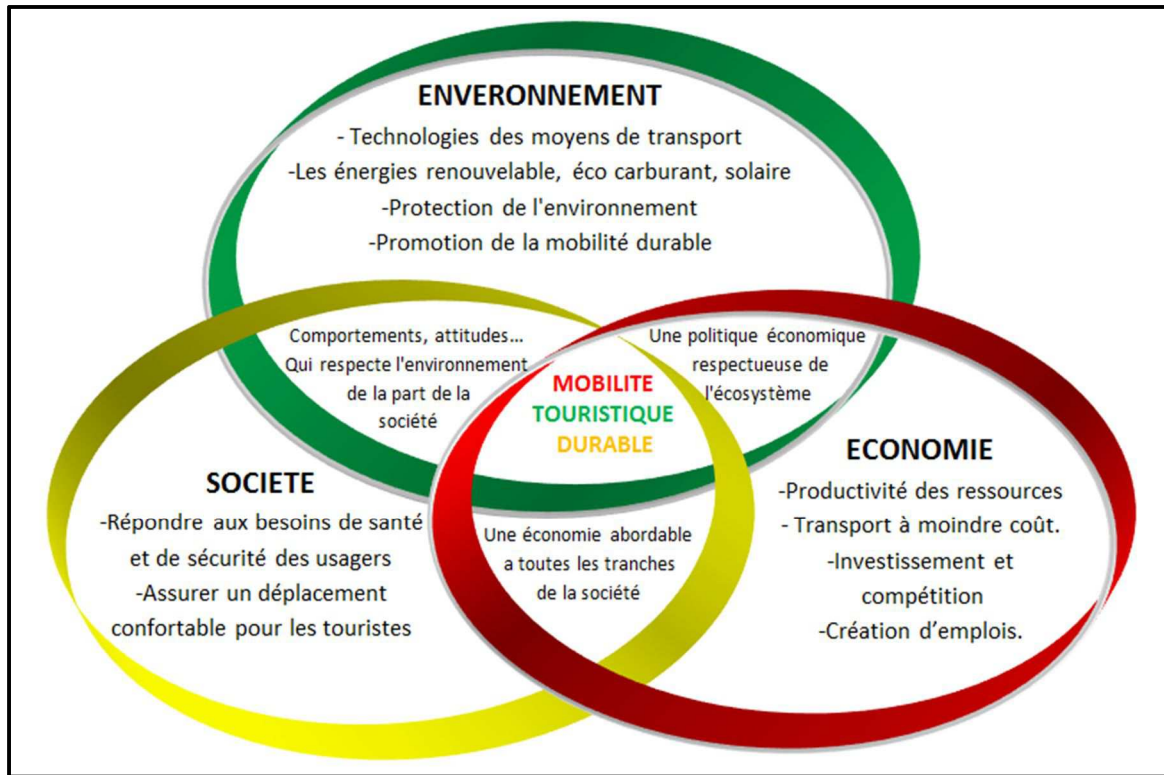 ENVERONNEMENT
- Technologies des moyens de transport
-Les énergies renouvelable, éco carburant, solaire
-Protection de l'environnement
-Promotion de la mobilité durable
Comportements, attitudes...
Qui respecte l'environnement
de la part de la
société
Une politique économique
respectueuse de
l'écosystème
MOBILITE
TOURISTIQUE
DURABLE
SOCIETE
-Répondre aux besoins de santé
et de sécurité des usagers
-Assurer un déplacement
confortable pour les touristes
Une économie abordable
a toutes les tranches
de la société
ECONOMIE
-Productivité des ressources
- Transport à moindre coût.
-Investissement et
compétition
-Création d'emplois.